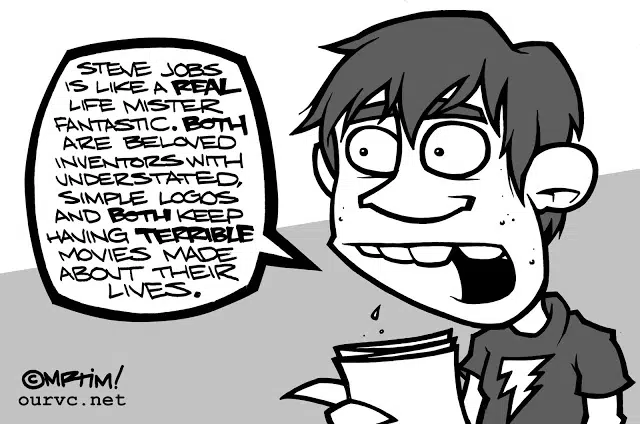 STEVE JOBS
IS LIKE A REAL
LIFE MISTER
FANTASTIC. BOTH
ARE BELOVED
INVENTORS WITH
UNDERSTATED,
SIMPLE LOGOS
AND BOTH KEEP
HAVING TERRIBLE
MOVIES MADE
ABOUT THEIR
LIVES.
©MRTIM!
ourvc.net